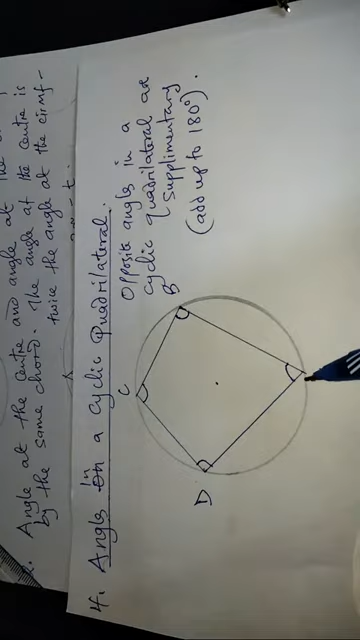 Angle at the Centre and angle at the
by the same chord. The angle at the Centre is
twice the angle at the circumf-
4. Angles in a Cyclic Quadrilateral.
Opposite angles in a
cyclic quadrilateral are
Supplimentary
(add up to 180°).
B
C
D